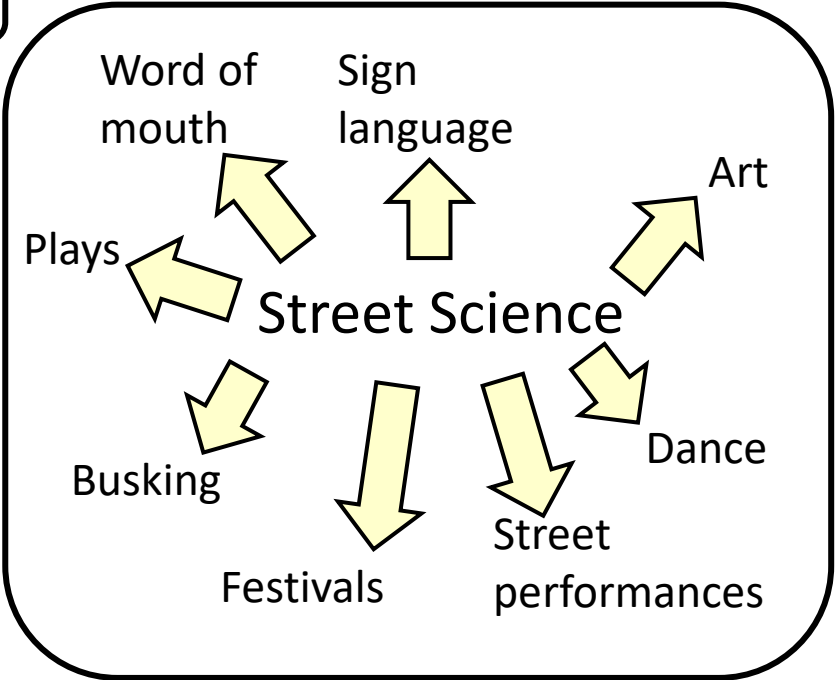 Word of
mouth
Sign
language
Art
Plays
Street Science
Dance
Busking
Street
performances
Festivals